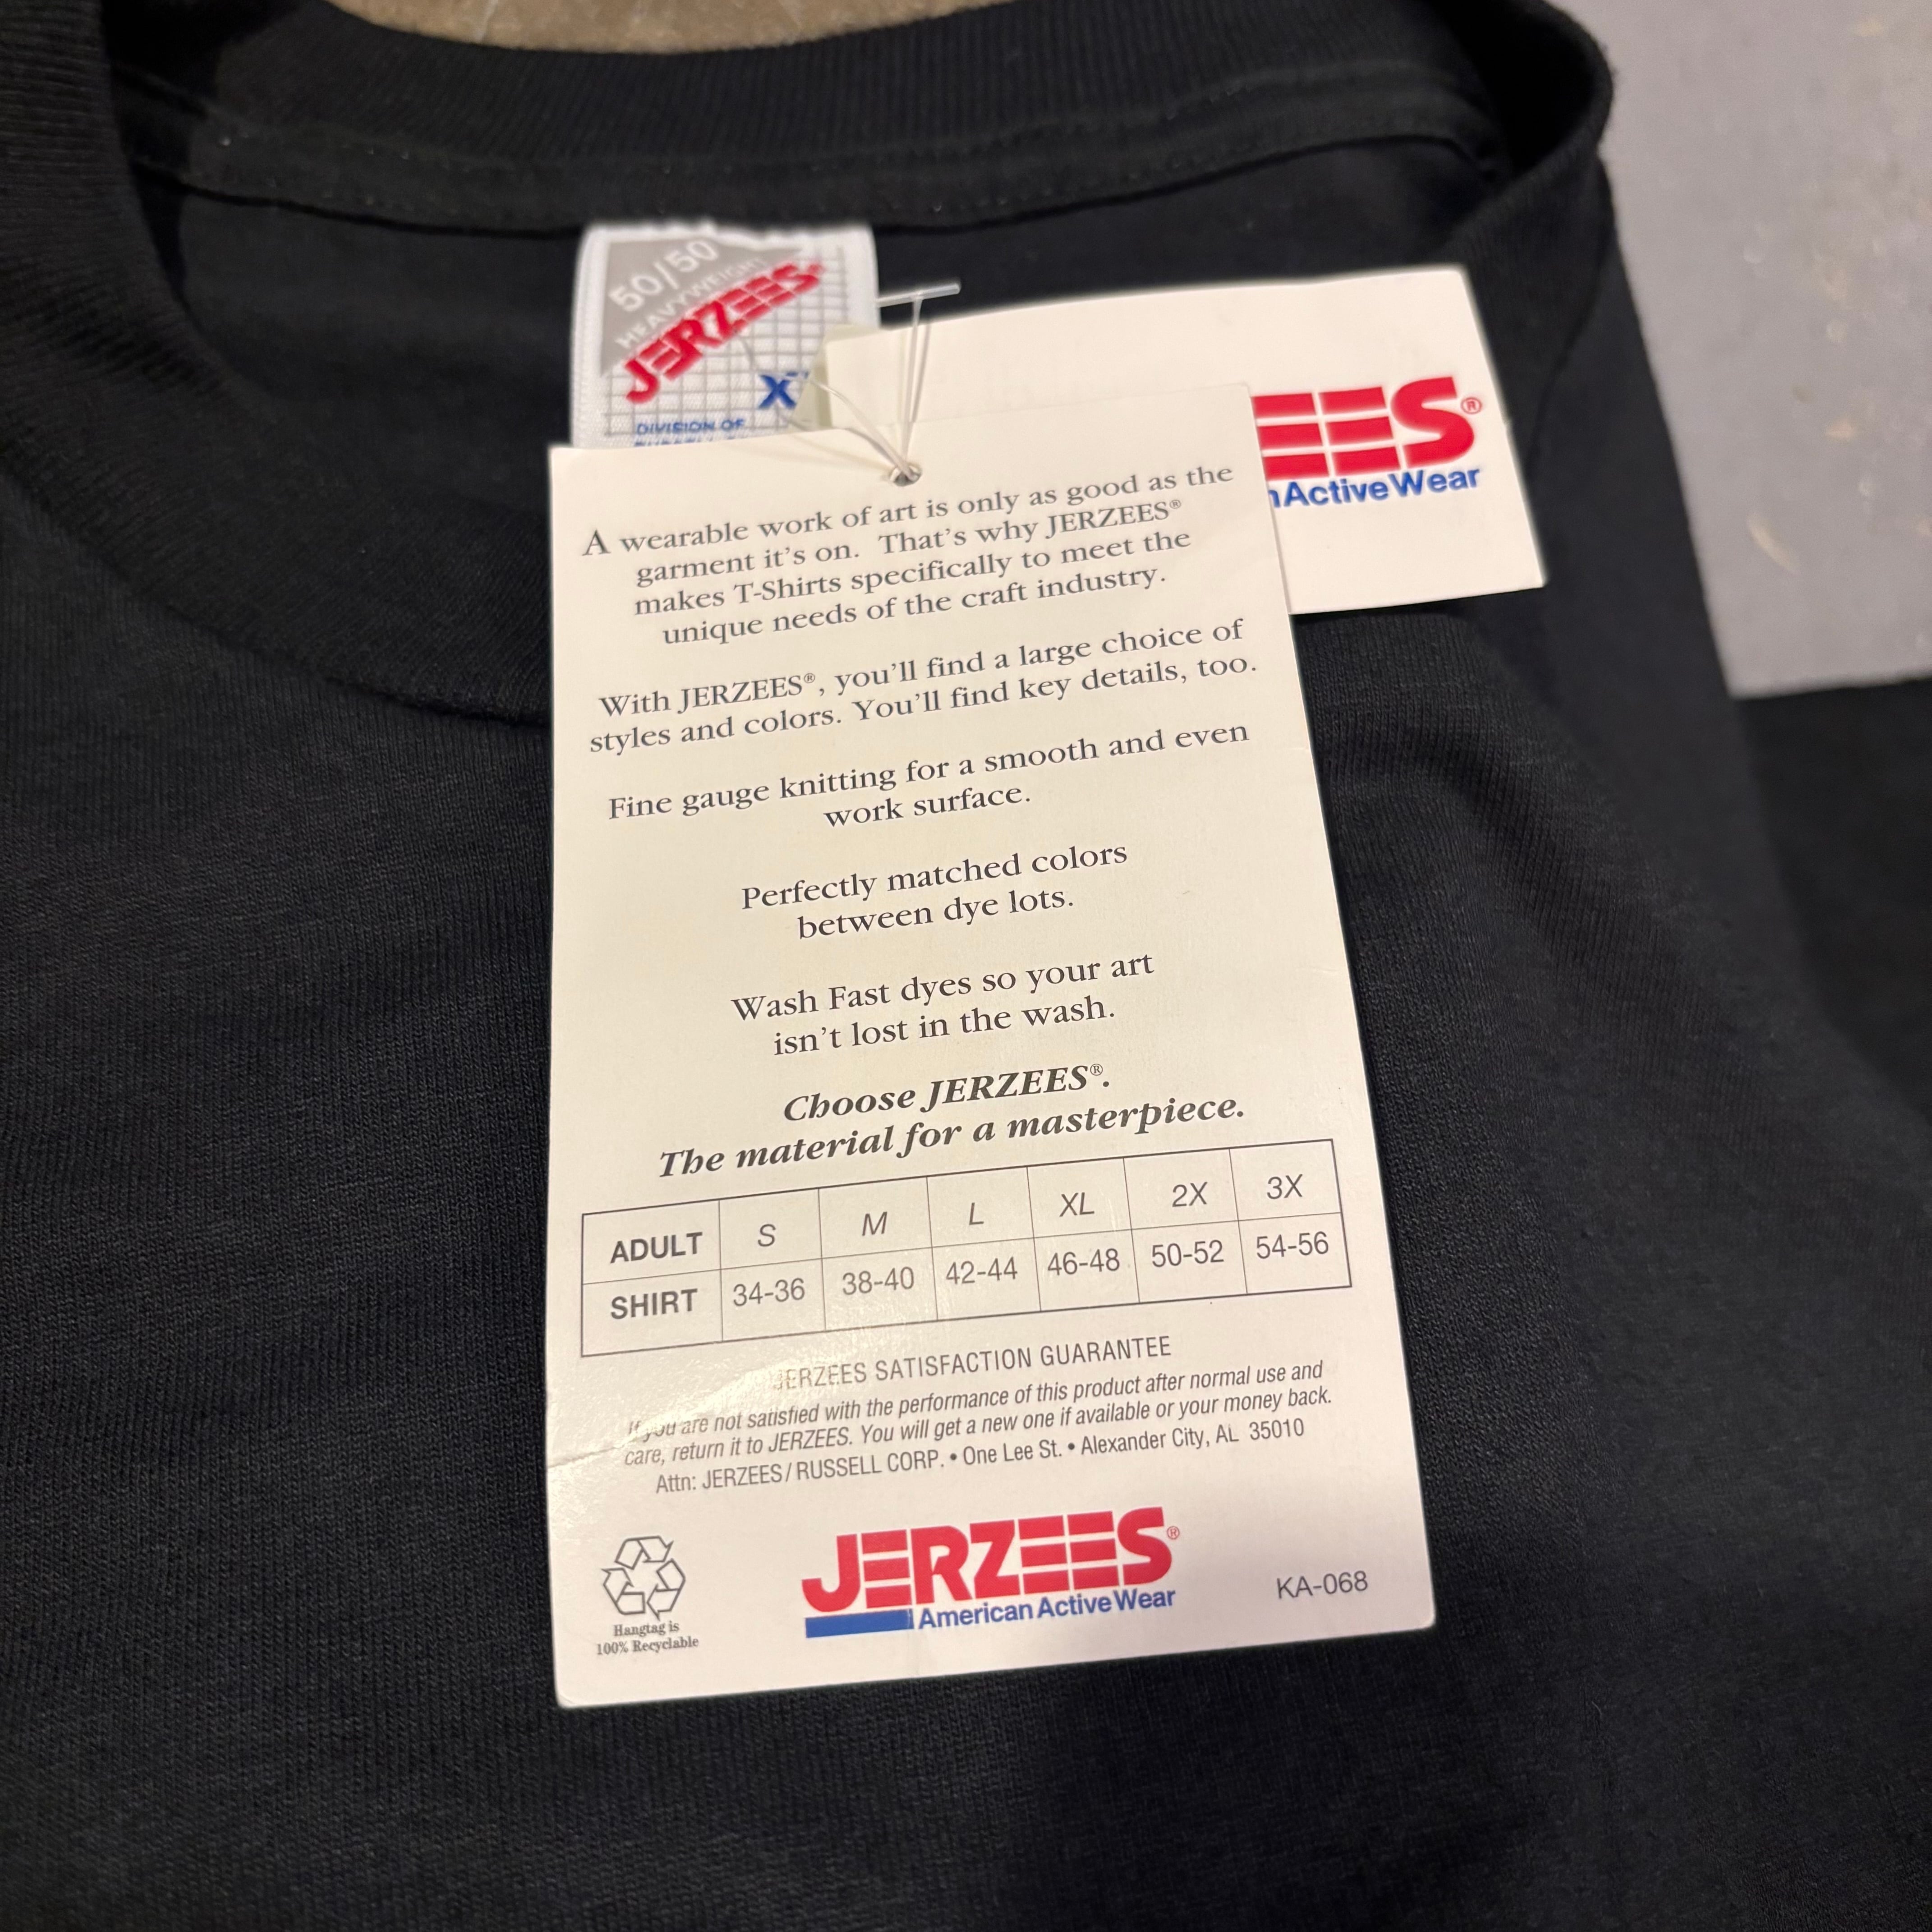 50/50
HEAVYWEIGHT
JERZEES®
DIVISION OF
EES®
ActiveWear
A wearable work of art is only as good as the
garment it's on. That's why JERZEES®
makes T-Shirts specifically to meet the
unique needs of the craft industry.
With JERZEES®, you'll find a large choice of
styles and colors. You'll find key details, too.
Fine gauge knitting for a smooth and even
work surface.
Perfectly matched colors
between dye lots.
Wash Fast dyes so your art
isn't lost in the wash.
Choose JERZEES®.
The material for a masterpiece.
ADULT S M L XL 2X 3X
SHIRT 34-36 38-40 42-44 46-48 50-52 54-56
JERZEES SATISFACTION GUARANTEE
If you are not satisfied with the performance of this product after normal use and
care, return it to JERZEES. You will get a new one if available or your money back.
Attn: JERZEES/RUSSELL CORP. • One Lee St. • Alexander City, AL 35010
Hangtag is
100% Recyclable
JERZEES®
American ActiveWear
KA-068